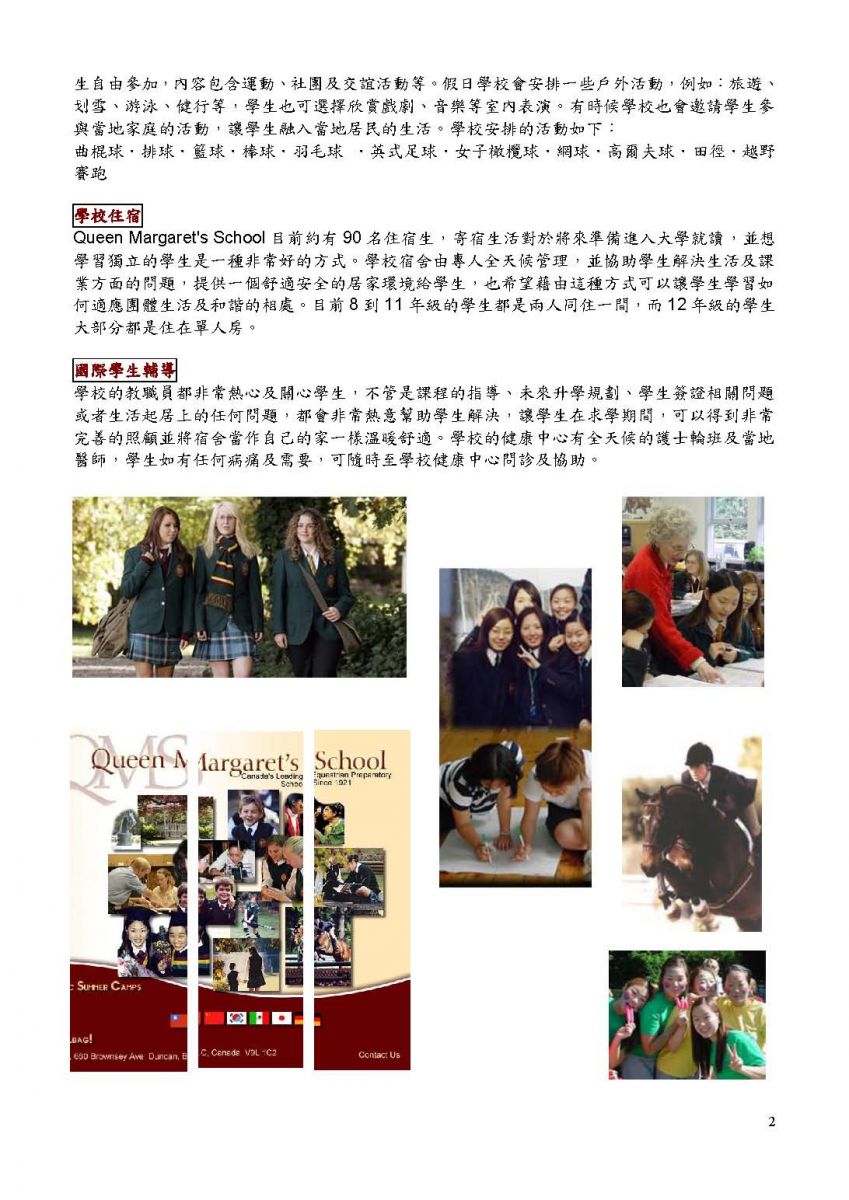 生自由參加，內容包含運動、社團及交誼活動等。假日學校會安排一些戶外活動，例如：旅遊、
划雪、游泳、健行等，學生也可選擇欣賞戲劇、音樂等室內表演。有時候學校也會邀請學生參
與當地家庭的活動，讓學生融入當地居民的生活。學校安排的活動如下：
曲棍球．排球．籃球．棒球．羽毛球 ．英式足球．女子橄欖球．網球．高爾夫球．田徑．越野
賽跑
學校住宿
Queen Margaret's School 目前約有 90 名住宿生，寄宿生活對於將來準備進入大學就讀，並想
學習獨立的學生是一種非常好的方式。學校宿舍由專人全天候管理，並協助學生解決生活及課
業方面的問題，提供一個舒適安全的居家環境給學生，也希望藉由這種方式可以讓學生學習如
何適應團體生活及和諧的相處。目前 8 到 11 年級的學生都是兩人同住一間，而 12 年級的學生
大部分都是住在單人房。
國際學生輔導
學校的教職員都非常熱心及關心學生，不管是課程的指導、未來升學規劃、學生簽證相關問題
或者生活起居上的任何問題，都會非常熱意幫助學生解決，讓學生在求學期間，可以得到非常
完善的照顧並將宿舍當作自己的家一樣溫暖舒適。學校的健康中心有全天候的護士輪班及當地
醫師，學生如有任何病痛及需要，可隨時至學校健康中心問診及協助。
QMS
Queen Margaret's School
Canada's Leading Equestrian Preparatory
School Since 1921
C SUMMER CAMPS
LBAG!
, 660 Brownsey Ave Duncan, B.C, Canada V9L 1C2
Contact Us
2